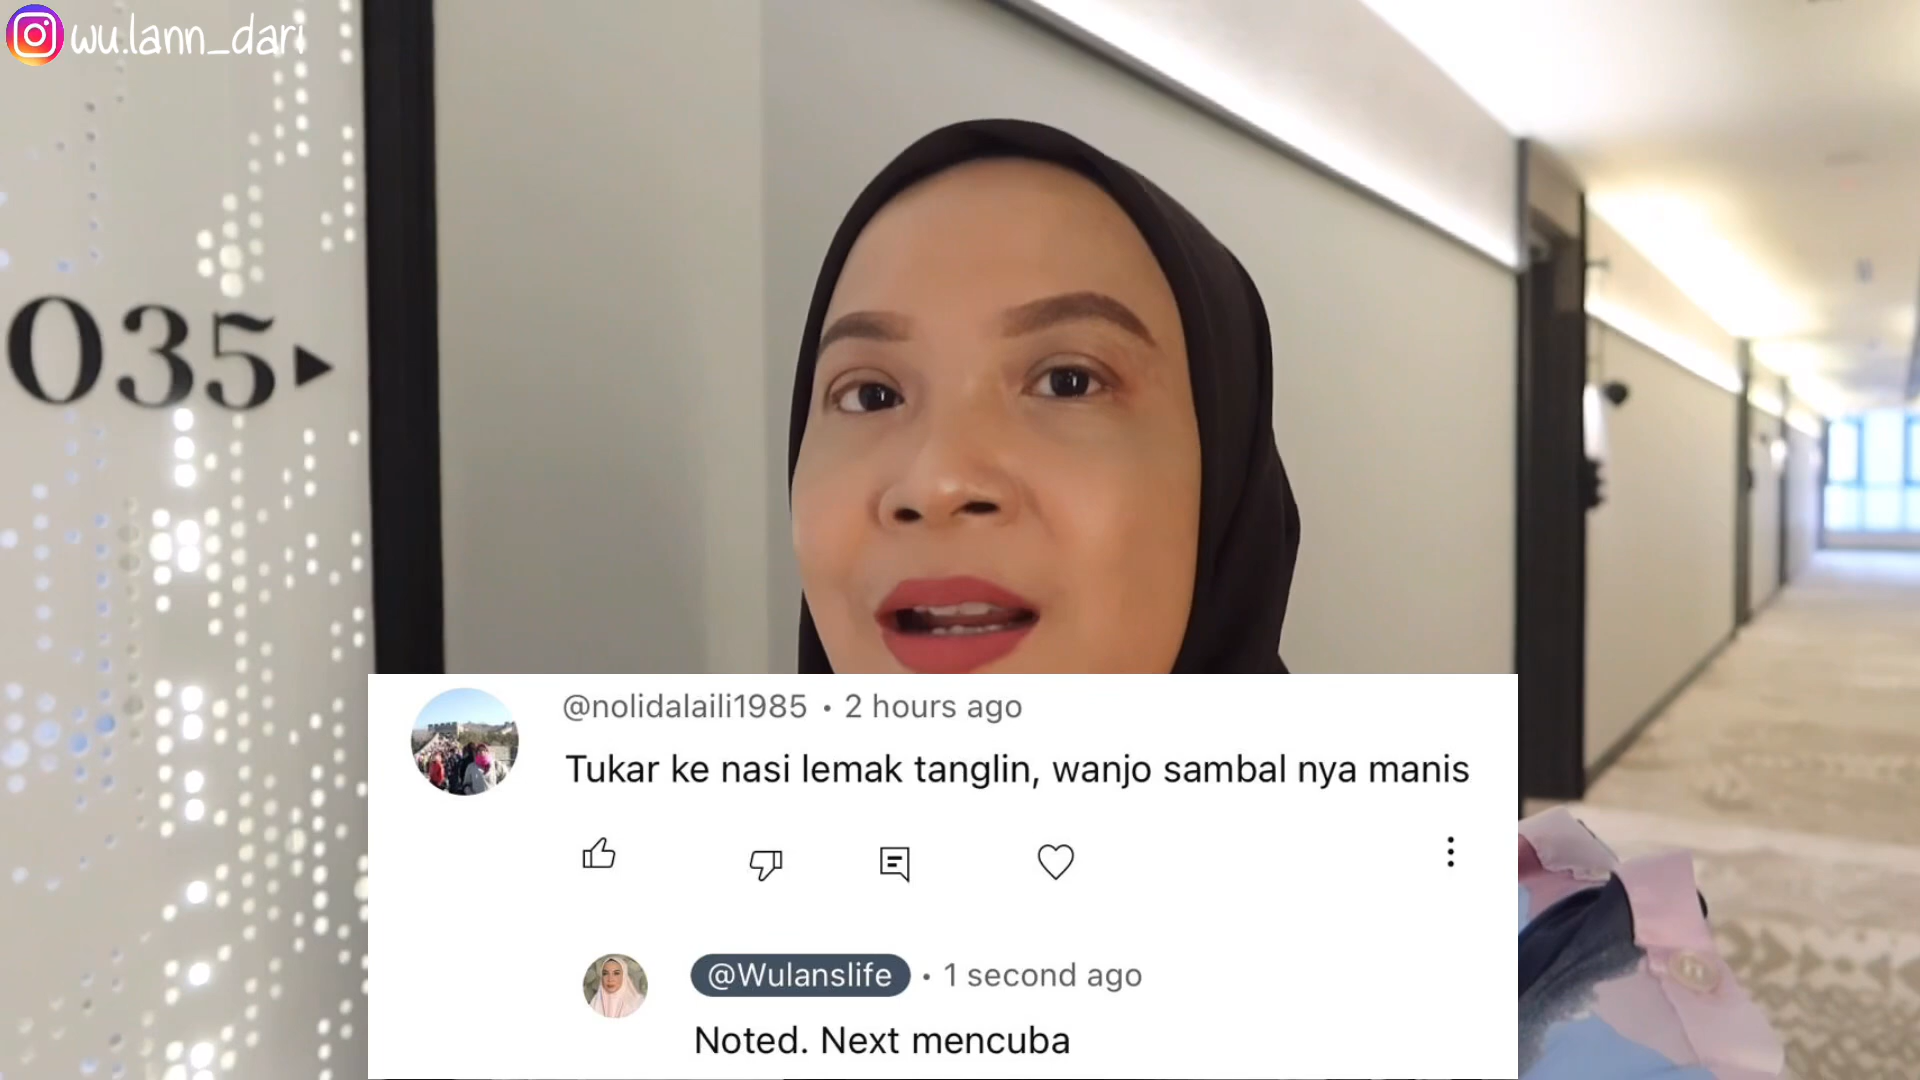 wu.lann_dari
035▶
@nolidalaili1985 • 2 hours ago
Tukar ke nasi lemak tanglin, wanjo sambal nya manis
@Wulanslife • 1 second ago
Noted. Next mencuba